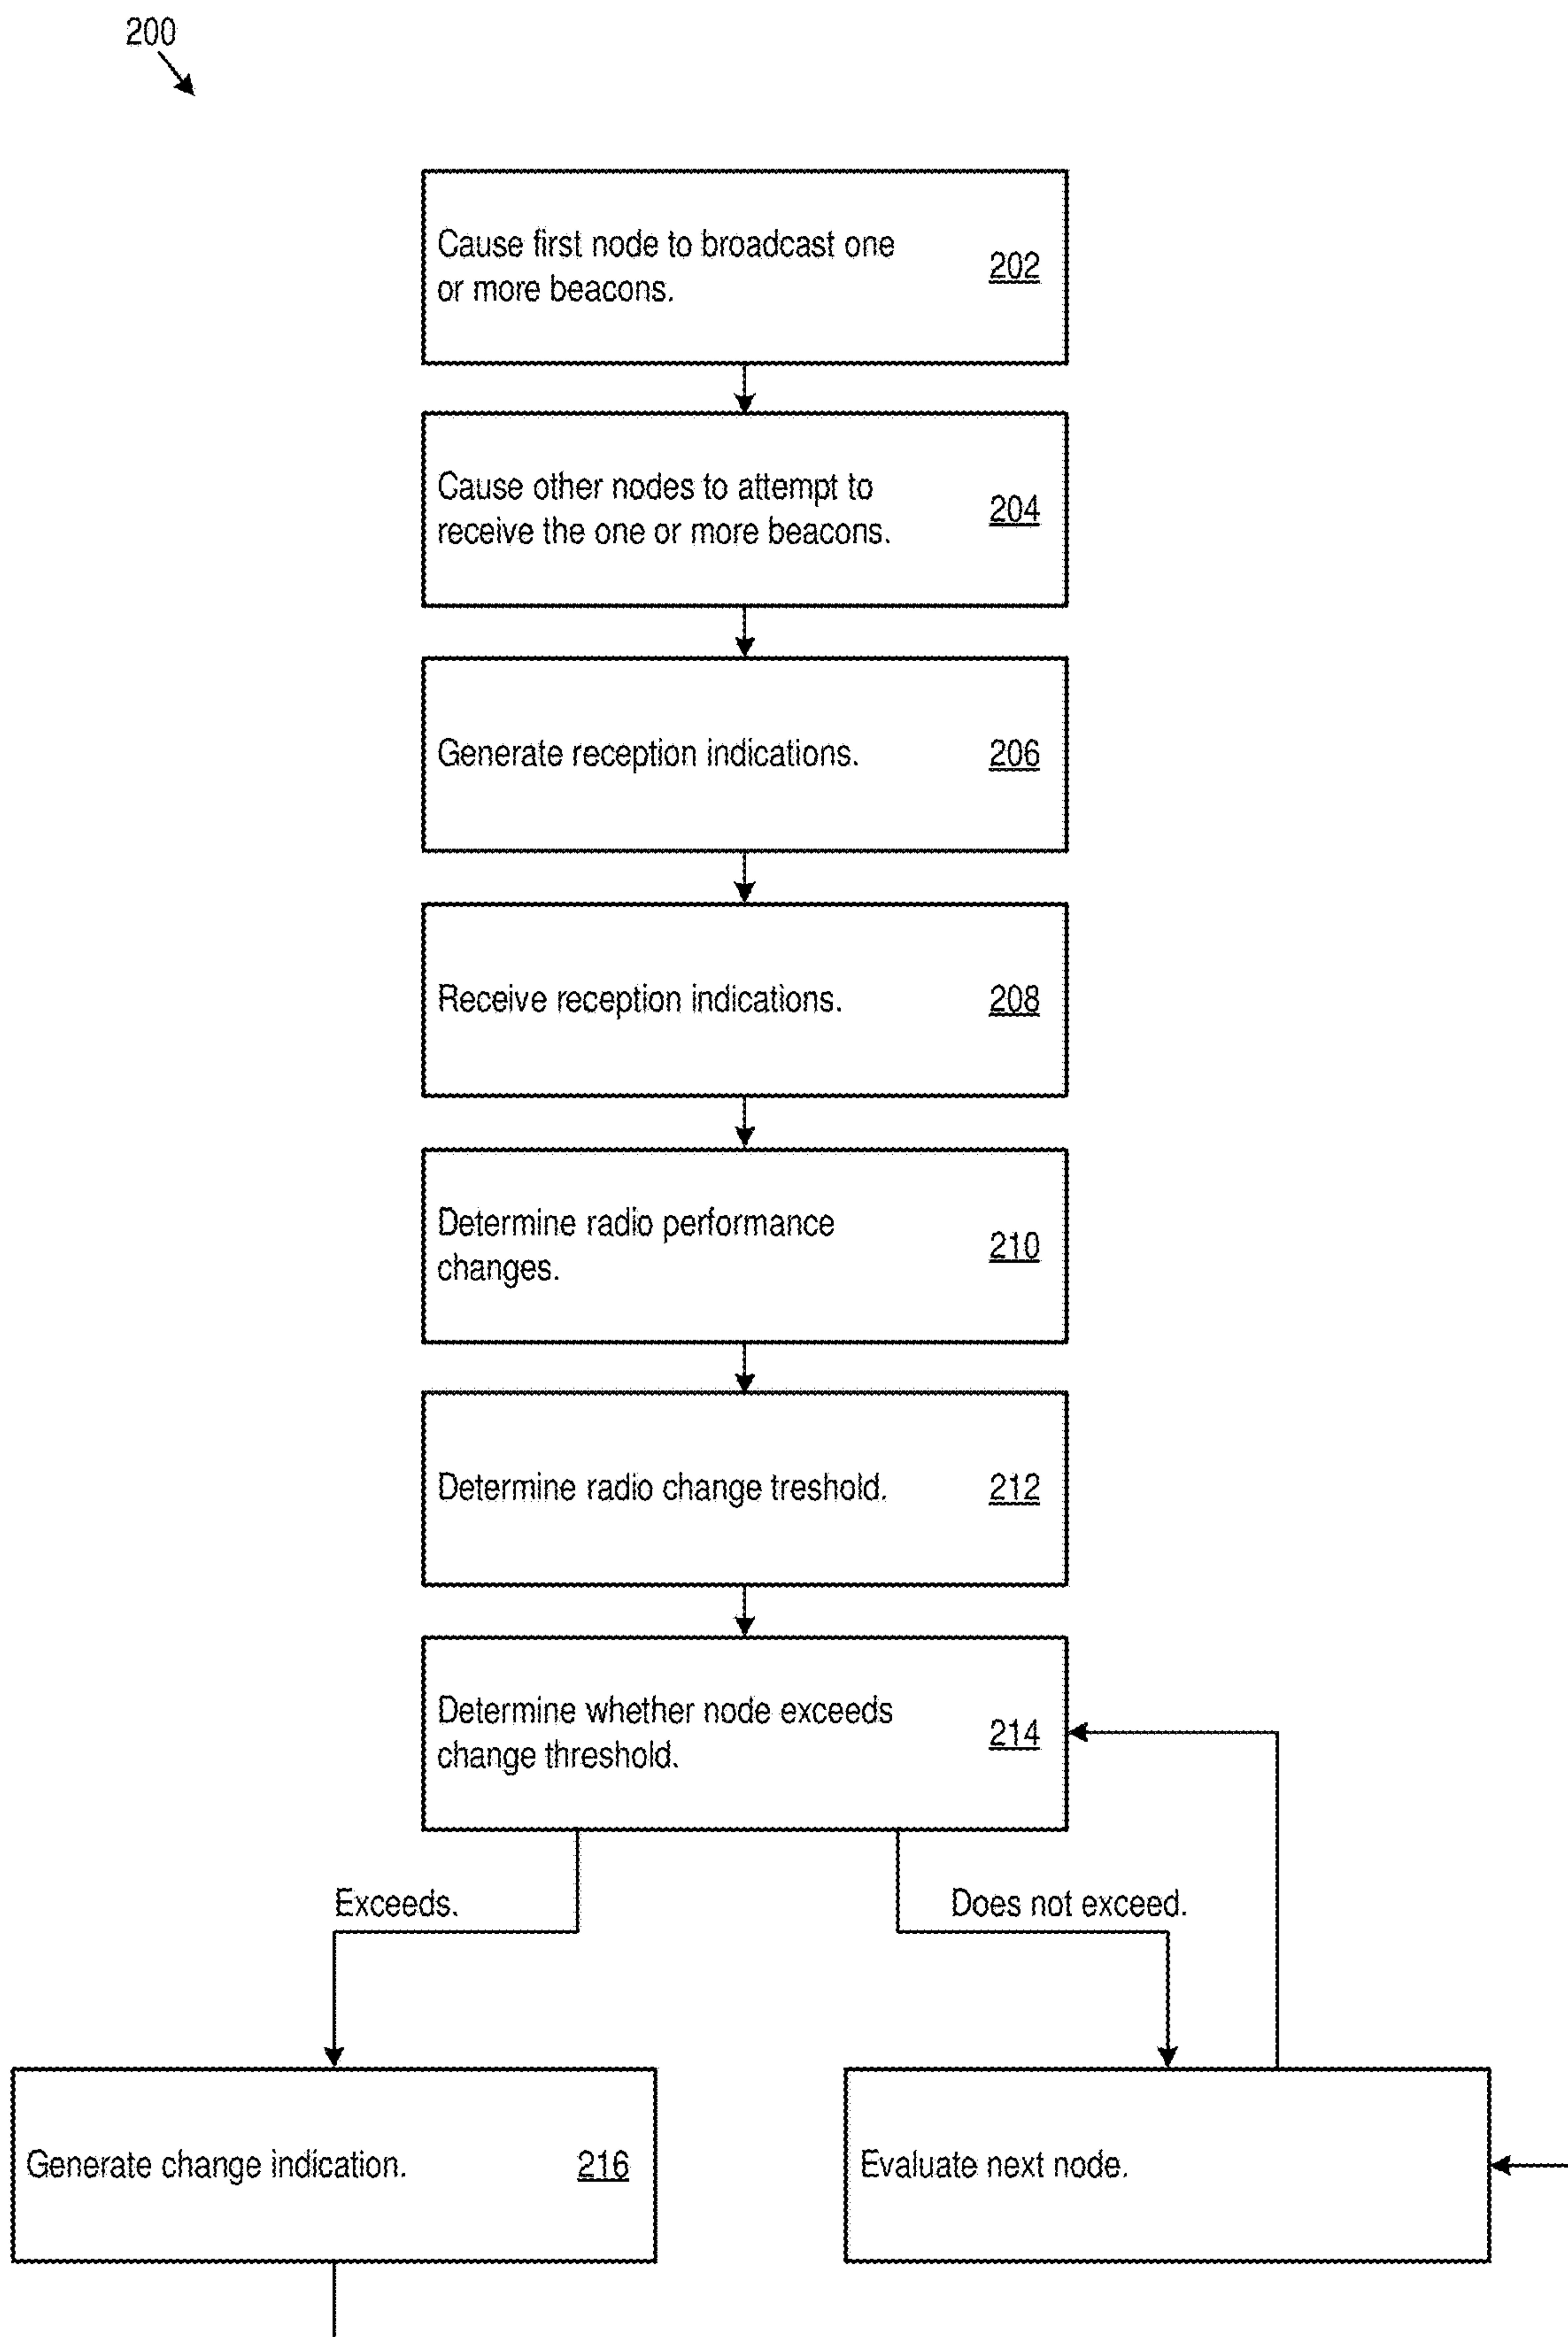 200
Cause first node to broadcast one
or more beacons.
202
Cause other nodes to attempt to
receive the one or more beacons.
204
Generate reception indications.
206
Receive reception indications.
208
Determine radio performance
changes.
210
Determine radio change treshold.
212
Determine whether node exceeds
change threshold.
214
Exceeds.
Does not exceed.
Generate change indication.
216
Evaluate next node.